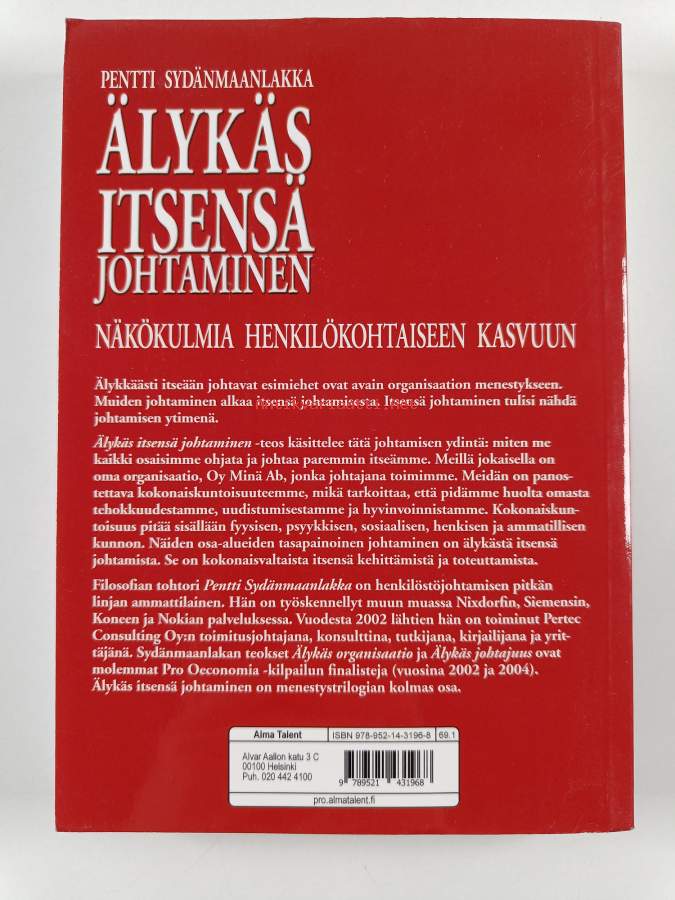 PENTTI SYDÄNMAANLAKKA
ÄLYKÄS
ITSENSÄ
JOHTAMINEN
NÄKÖKULMIA HENKILÖKOHTAISEEN KASVUUN
Älykkäästi itseään johtavat esimiehet ovat avain organisaation menestykseen.
Muiden johtaminen alkaa itsensä johtamisesta. Itsensä johtaminen tulisi nähdä
johtamisen ytimenä.
Älykäs itsensä johtaminen -teos käsittelee tätä johtamisen ydintä: miten me
kaikki osaisimme ohjata ja johtaa paremmin itseämme. Meillä jokaisella on
oma organisaatio, Oy Minä Ab, jonka johtajana toimimme. Meidän on panos-
tettava kokonaiskuntoisuuteemme, mikä tarkoittaa, että pidämme huolta omasta
tehokkuudestamme, uudistumisestamme ja hyvinvoinnistamme. Kokonaiskun-
toisuus pitää sisällään fyysisen, psyykkisen, sosiaalisen, henkisen ja ammatillisen
kunnon. Näiden osa-alueiden tasapainoinen johtaminen on älykästä itsensä
johtamista. Se on kokonaisvaltaista itsensä kehittämistä ja toteuttamista.
Filosofian tohtori Pentti Sydänmaanlakka on henkilöstöjohtamisen pitkän
linjan ammattilainen. Hän on työskennellyt muun muassa Nixdorfin, Siemensin,
Koneen ja Nokian palveluksessa. Vuodesta 2002 lähtien hän on toiminut Pertec
Consulting Oy:n toimitusjohtajana, konsulttina, tutkijana, kirjailijana ja yrit-
täjänä. Sydänmaanlakan teokset Älykäs organisaatio ja Älykäs johtajuus ovat
molemmat Pro Oeconomia -kilpailun finalisteja (vuosina 2002 ja 2004).
Älykäs itsensä johtaminen on menestystrilogian kolmas osa.
Alma Talent
ISBN 978-952-14-3196-8
69.1
Alvar Aallon katu 3 C
00100 Helsinki
Puh. 020 442 4100
9 789521 431968
pro.almatalent.fi